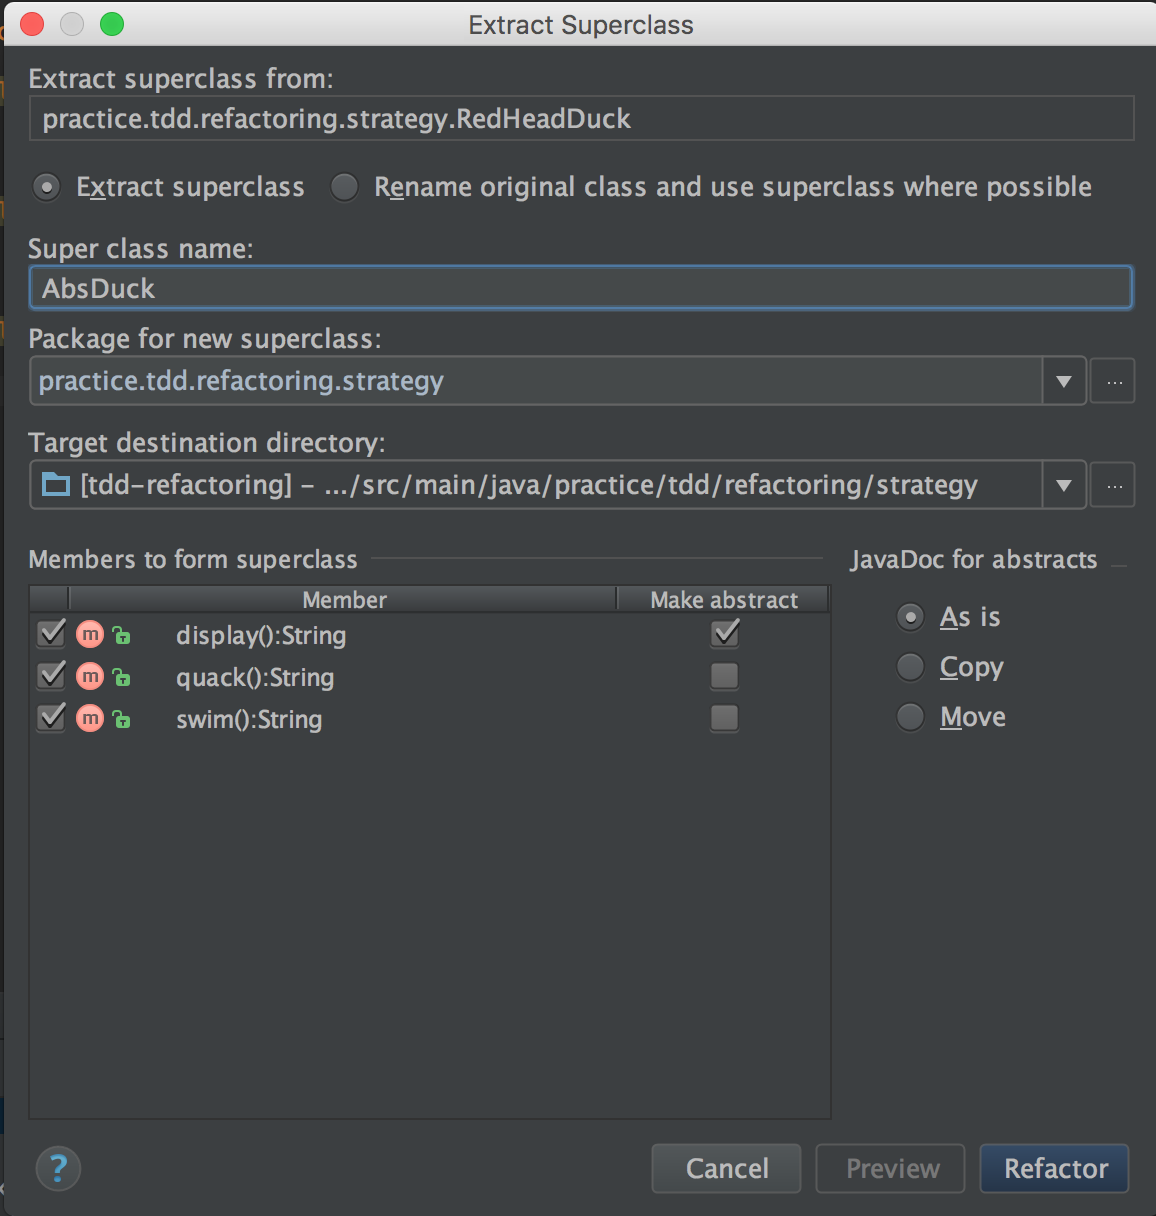 Extract Superclass
Extract superclass from:
practice.tdd.refactoring.strategy.RedHeadDuck
Extract superclass Rename original class and use superclass where possible
Super class name:
AbsDuck
Package for new superclass:
practice.tdd.refactoring.strategy
...
Target destination directory:
[tdd-refactoring] - .../src/main/java/practice/tdd/refactoring/strategy
...
Members to form superclass
JavaDoc for abstracts
Member Make abstract
m display():String
m quack():String
m swim():String
As is
Copy
Move
? Cancel Preview Refactor